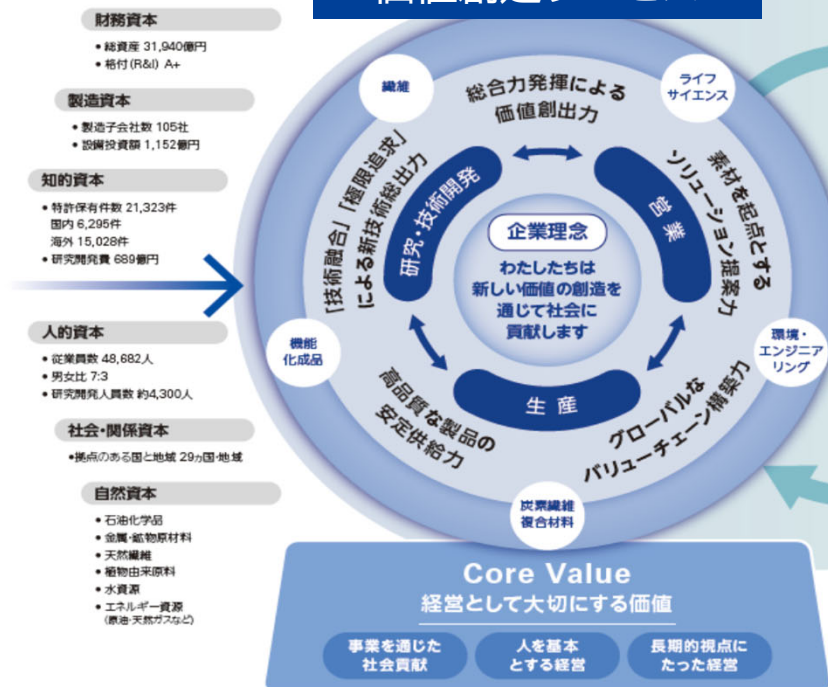 財務資本
• 総資産 31,940億円
• 格付(R&I) A+
製造資本
• 製造子会社数 105社
• 設備投資額 1,152億円
知的資本
• 特許保有件数 21,323件
国内 6,295件
海外 15,028件
• 研究開発費 689億円
人的資本
• 従業員数 48,682人
• 男女比 7:3
• 研究開発人員数 約4,300人
社会・関係資本
•拠点のある国と地域 29ヵ国・地域
自然資本
• 石油化学品
• 金属・鉱物原材料
• 天然繊維
• 植物由来原料
• 水資源
• エネルギー資源
(原油・天然ガスなど)
繊維
ライフ
サイエンス
総合力発揮による
価値創出力
「技術融合」「極限追求」
による新技術総出力
素材を起点とする
ソリューション提案力
研究・技術開発
営業
企業理念
わたしたちは
新しい価値の創造を
通じて社会に
貢献します
機能
化成品
環境・
エンジニア
リング
生産
高品質な製品の
安定供給力
グローバルな
バリューチェーン構築力
炭素繊維
複合材料
Core Value
経営として大切にする価値
事業を通じた
社会貢献
人を基本
とする経営
長期的視点に
たった経営